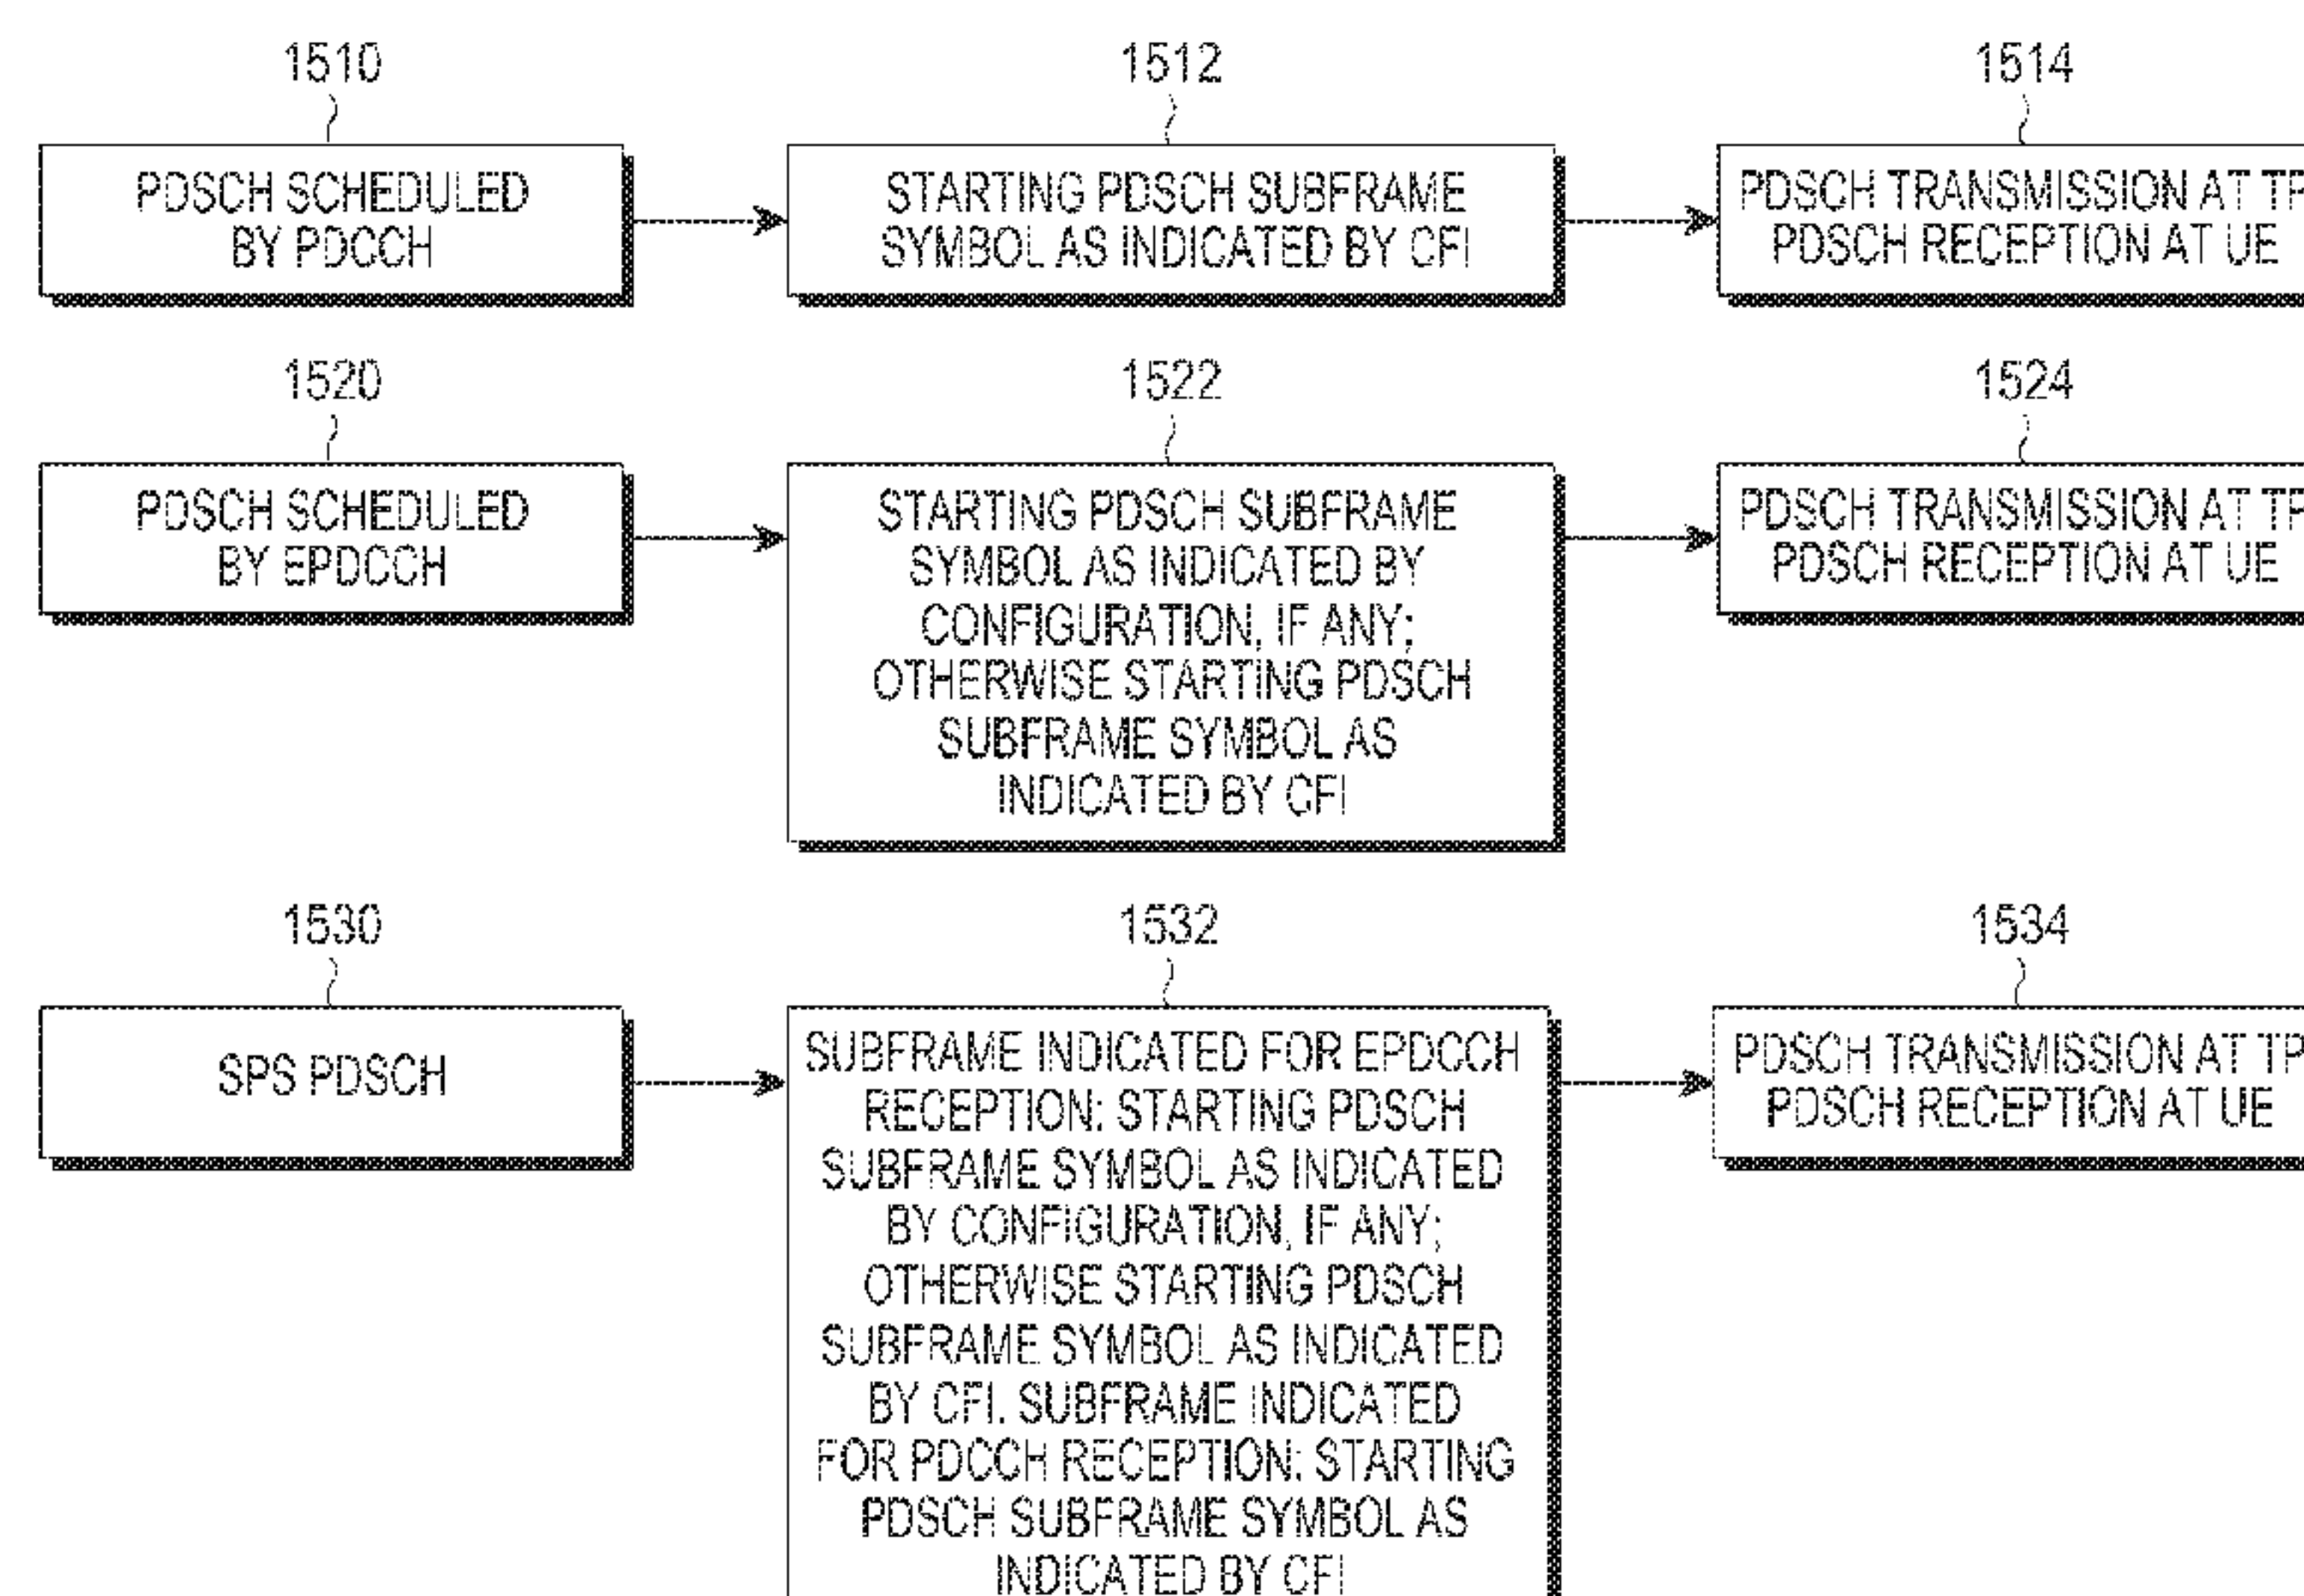 1510
1512
1514
PDSCH SCHEDULED
BY PDCCH
STARTING PDSCH SUBFRAME
SYMBOL AS INDICATED BY CFI
PDSCH TRANSMISSION AT TP
PDSCH RECEPTION AT UE
1520
1522
1524
PDSCH SCHEDULED
BY EPDCCH
STARTING PDSCH SUBFRAME
SYMBOL AS INDICATED BY
CONFIGURATION, IF ANY;
OTHERWISE STARTING PDSCH
SUBFRAME SYMBOL AS
INDICATED BY CFI
PDSCH TRANSMISSION AT TP
PDSCH RECEPTION AT UE
1530
1532
1534
SPS PDSCH
SUBFRAME INDICATED FOR EPDCCH
RECEPTION: STARTING PDSCH
SUBFRAME SYMBOL AS INDICATED
BY CONFIGURATION, IF ANY;
OTHERWISE STARTING PDSCH
SUBFRAME SYMBOL AS INDICATED
BY CFI. SUBFRAME INDICATED
FOR PDCCH RECEPTION: STARTING
PDSCH SUBFRAME SYMBOL AS
INDICATED BY CFI
PDSCH TRANSMISSION AT TP
PDSCH RECEPTION AT UE